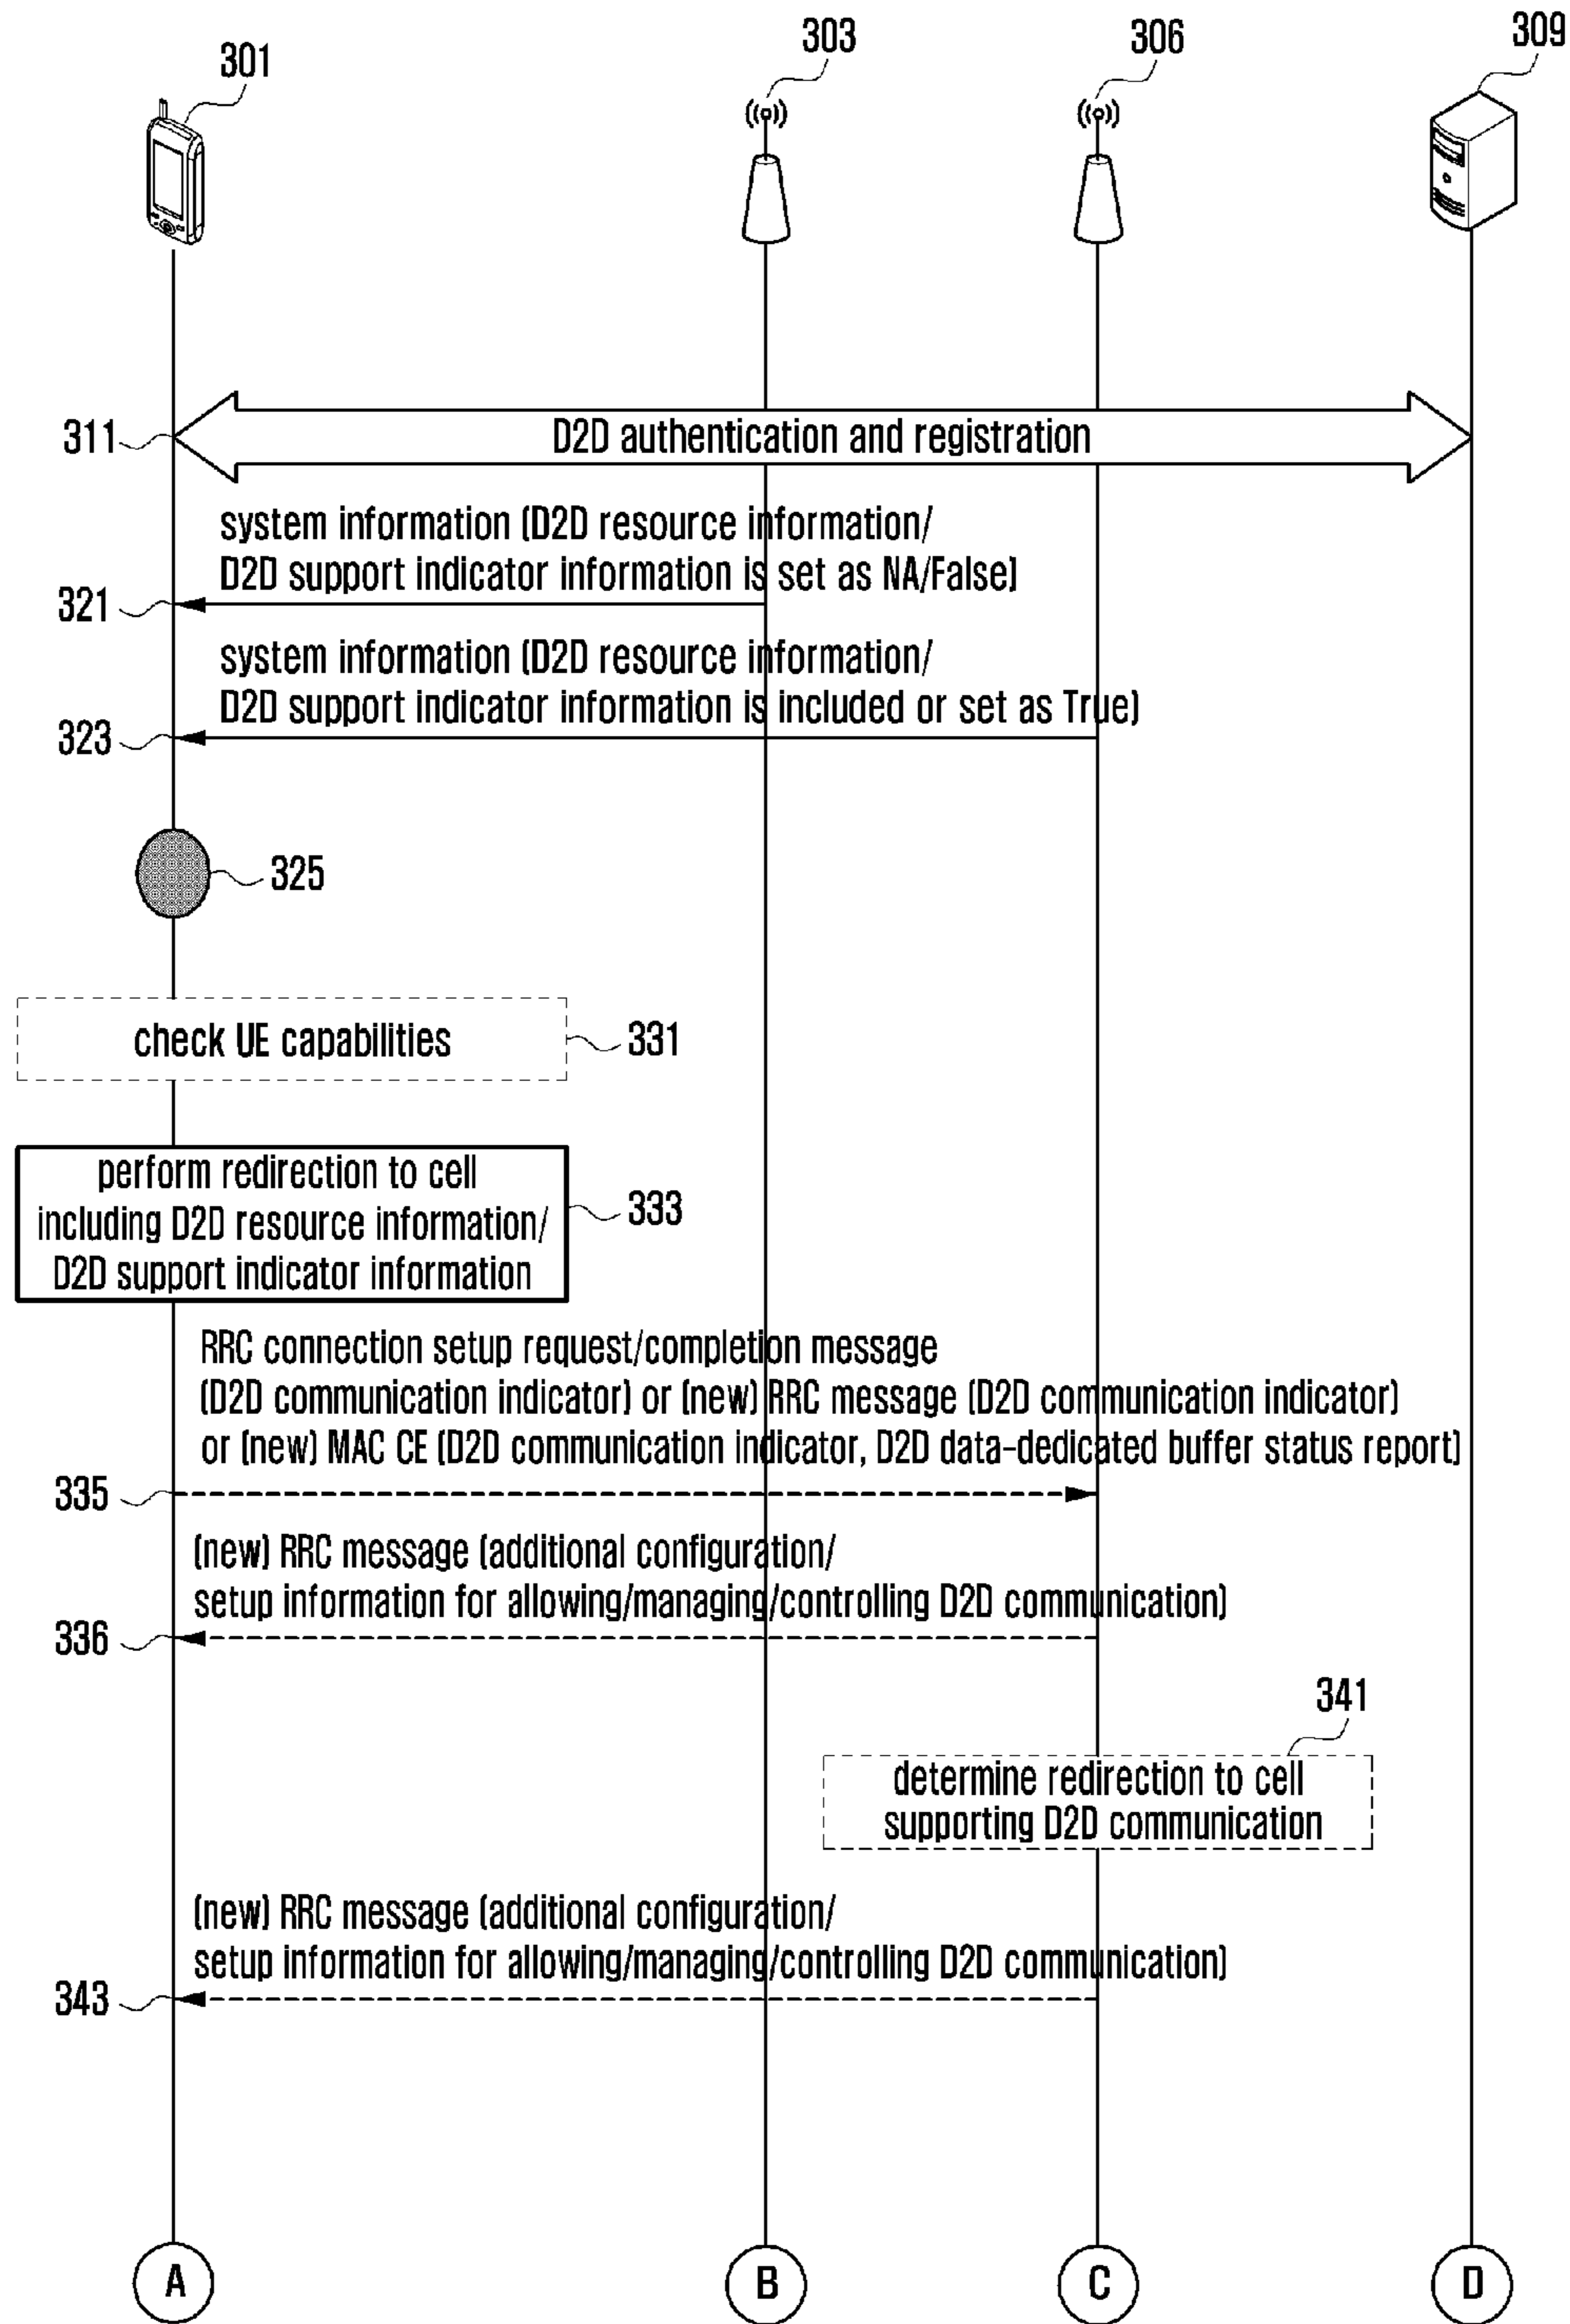 301
303
306
309
311
D2D authentication and registration
system information (D2D resource information/
D2D support indicator information is set as NA/False)
321
system information (D2D resource information/
D2D support indicator information is included or set as True)
323
325
check UE capabilities
331
perform redirection to cell
including D2D resource information/
D2D support indicator information
333
RRC connection setup request/completion message
(D2D communication indicator) or (new) RRC message (D2D communication indicator)
or (new) MAC CE (D2D communication indicator, D2D data-dedicated buffer status report)
335
(new) RRC message (additional configuration/
setup information for allowing/managing/controlling D2D communication)
336
341
determine redirection to cell
supporting D2D communication
(new) RRC message (additional configuration/
setup information for allowing/managing/controlling D2D communication)
343
A
B
C
D